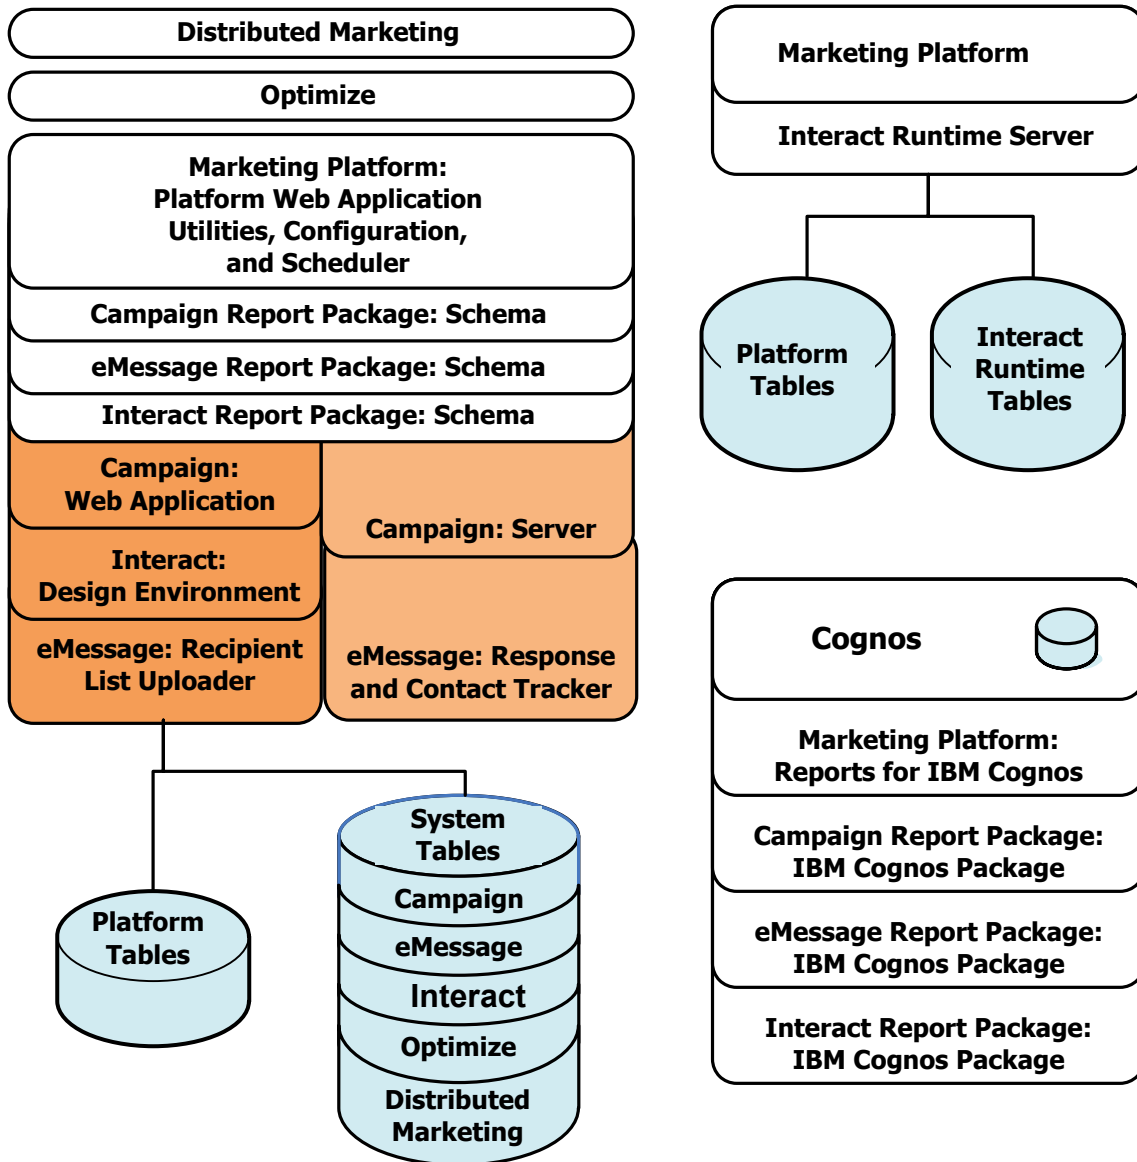 Distributed Marketing
Optimize
Marketing Platform:
Platform Web Application
Utilities, Configuration,
and Scheduler
Campaign Report Package: Schema
eMessage Report Package: Schema
Interact Report Package: Schema
Campaign:
Web Application
Interact:
Design Environment
eMessage: Recipient
List Uploader
Campaign: Server
eMessage: Response
and Contact Tracker
Platform
Tables
System
Tables
Campaign
eMessage
Interact
Optimize
Distributed
Marketing
Marketing Platform
Interact Runtime Server
Platform
Tables
Interact
Runtime
Tables
Cognos
Marketing Platform:
Reports for IBM Cognos
Campaign Report Package:
IBM Cognos Package
eMessage Report Package:
IBM Cognos Package
Interact Report Package:
IBM Cognos Package